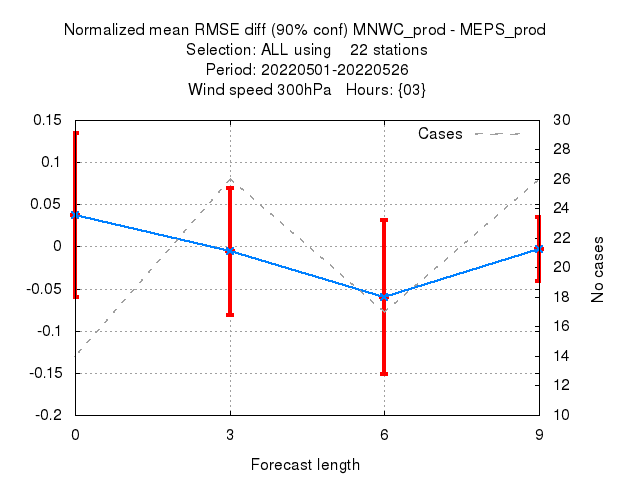 Normalized mean RMSE diff (90% conf) MNWC_prod - MEPS_prod
Selection: ALL using    22 stations
Period: 20220501-20220526
Wind speed 300hPa   Hours: {03}
Cases
0.15
0.1
0.05
0
-0.05
-0.1
-0.15
-0.2
30
28
26
24
22
20
18
16
14
12
10
No cases
0 3 6 9
Forecast length